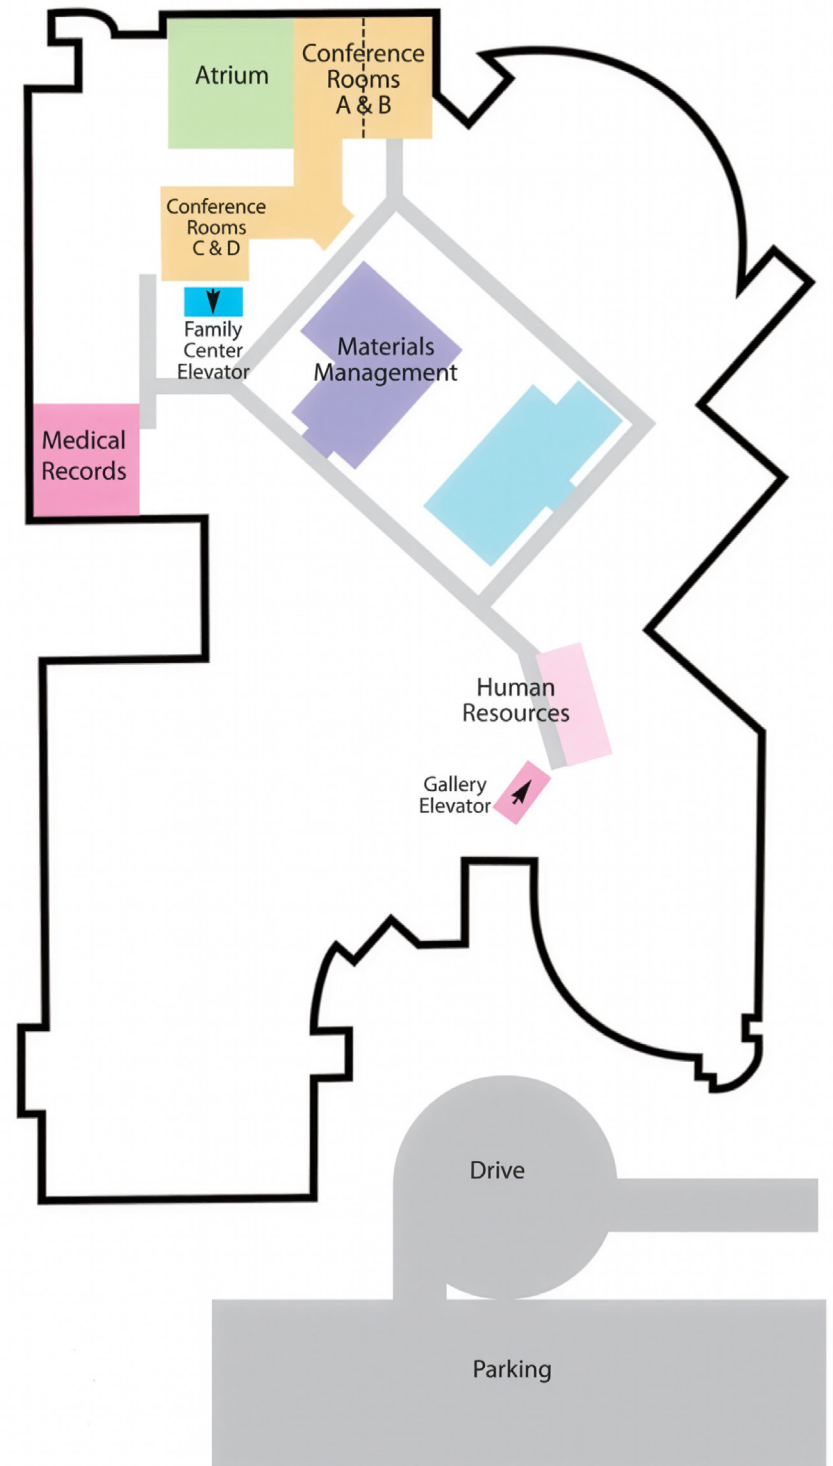 Atrium
Conference
Rooms
A & B
Conference
Rooms
C & D
Family
Center
Elevator
Materials
Management
Medical
Records
Human
Resources
Gallery
Elevator
Drive
Parking